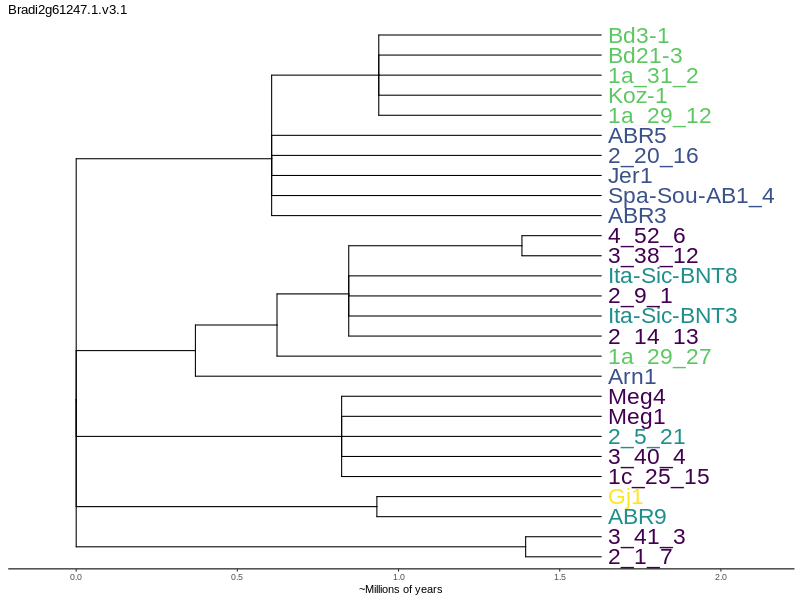 Bradi2g61247.1.v3.1
Bd3-1
Bd21-3
1a_31_2
Koz-1
1a_29_12
ABR5
2_20_16
Jer1
Spa-Sou-AB1_4
ABR3
4_52_6
3_38_12
Ita-Sic-BNT8
2_9_1
Ita-Sic-BNT3
2_14_13
1a_29_27
Arn1
Meg4
Meg1
2_5_21
3_40_4
1c_25_15
Gj1
ABR9
3_41_3
2_1_7
0.0 0.5 1.0 1.5 2.0
~Millions of years